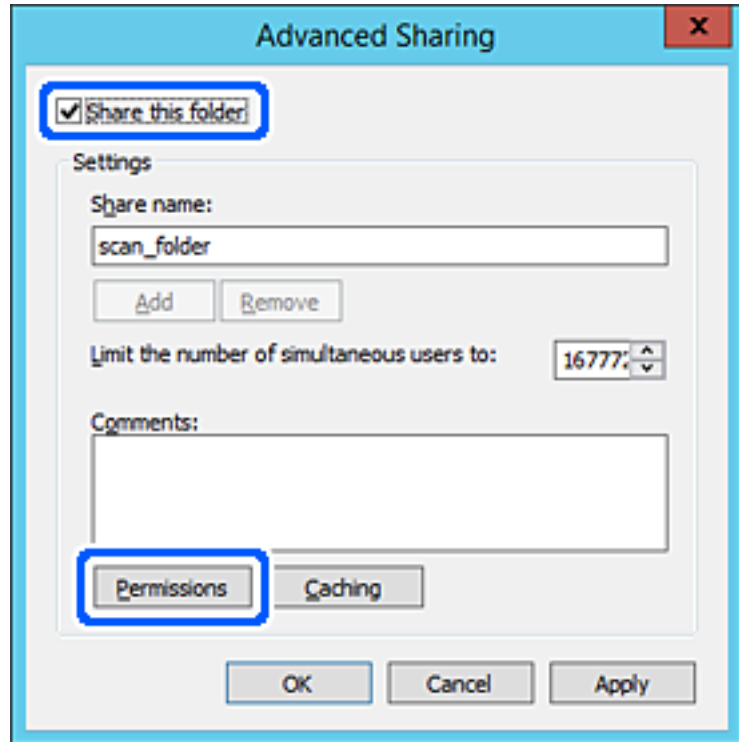 Advanced Sharing
x
Share this folder
Settings
Share name:
scan_folder
Add Remove
Limit the number of simultaneous users to:
Comments:
Permissions Caching
OK Cancel Apply